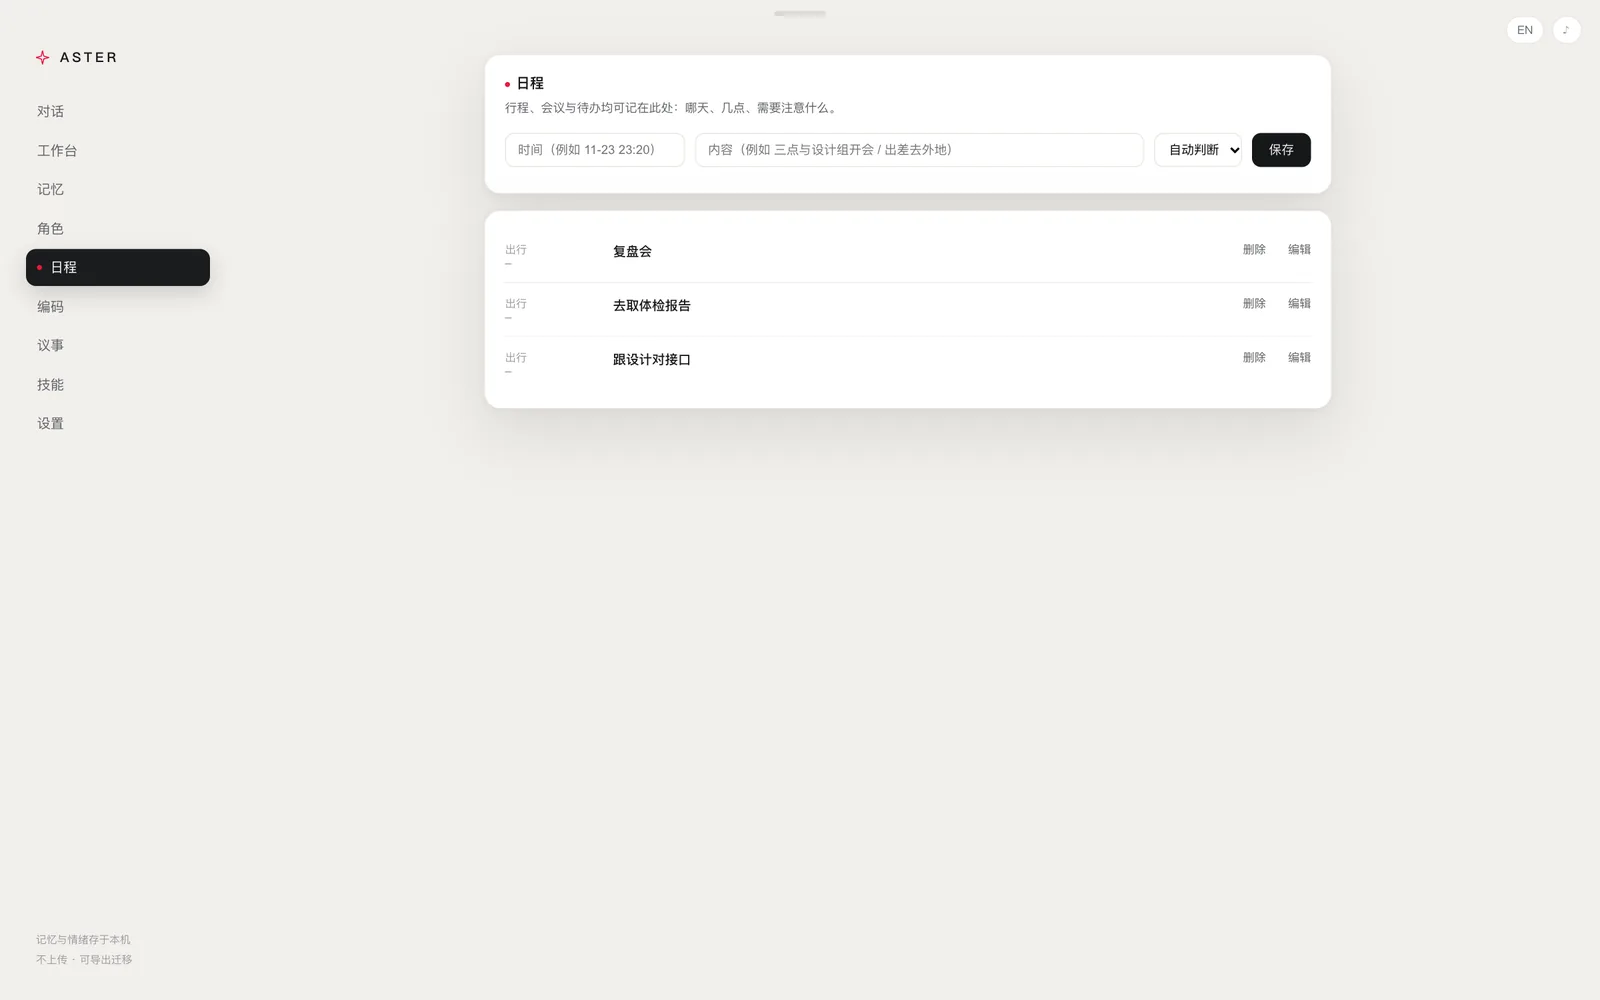 EN
♪
ASTER
对话
工作台
记忆
角色
日程
编码
议事
技能
设置
记忆与情绪存于本机
不上传 · 可导出迁移
日程
行程、会议与待办均可记在此处：哪天、几点、需要注意什么。
时间（例如 11-23 23:20） 内容（例如 三点与设计组开会 / 出差去外地） 自动判断 保存
出行 复盘会 删除 编辑
—
出行 去取体检报告 删除 编辑
—
出行 跟设计对接口 删除 编辑
—